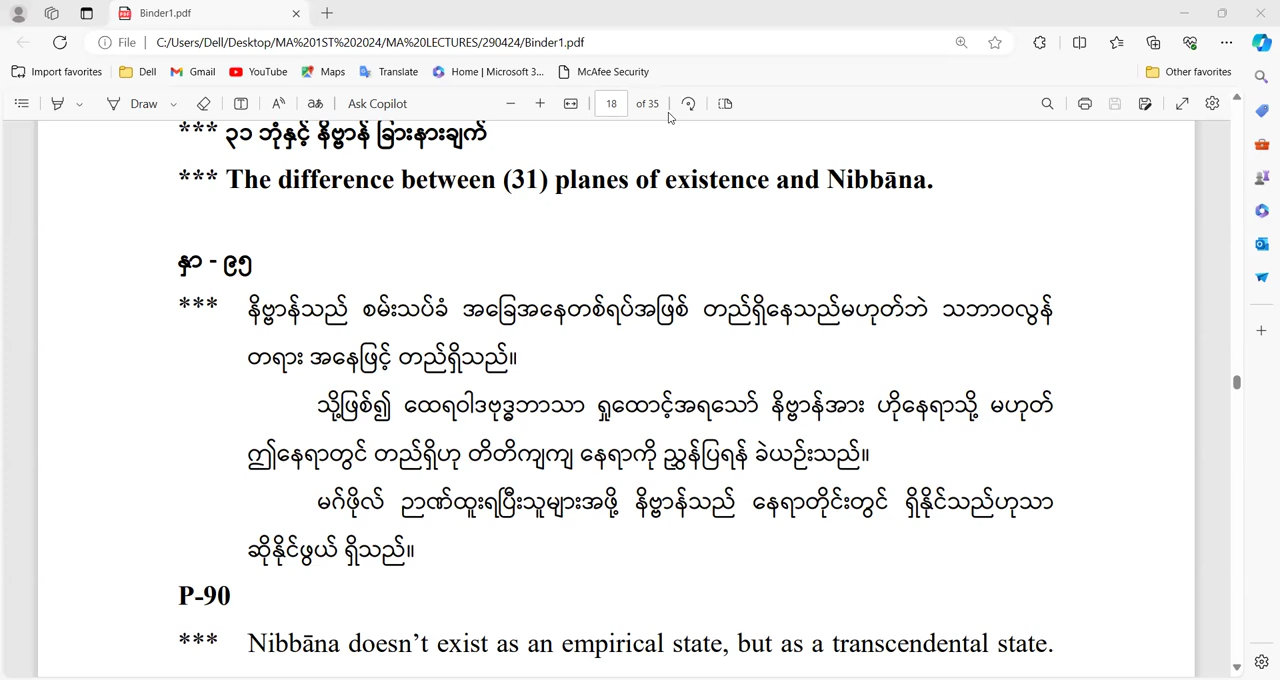 Binder1.pdf
File
C:/Users/Dell/Desktop/MA%201ST%202024/MA%20LECTURES/290424/Binder1.pdf
Import favorites Dell Gmail YouTube Maps Translate Home | Microsoft 3... McAfee Security Other favorites
Draw Ask Copilot 18 of 35
*** ၃၁ ဘုံနှင့် နိဗ္ဗာန် ခြားနားချက်
*** The difference between (31) planes of existence and Nibbāna.
နှာ - ၉၅
*** နိဗ္ဗာန်သည် စမ်းသပ်ခံ အခြေအနေတစ်ရပ်အဖြစ် တည်ရှိနေသည်မဟုတ်ဘဲ သဘာဝလွန်
တရား အနေဖြင့် တည်ရှိသည်။
သို့ဖြစ်၍ ထေရဝါဒဗုဒ္ဓဘာသာ ရှုထောင့်အရသော် နိဗ္ဗာန်အား ဟိုနေရာသို့ မဟုတ်
ဤနေရာတွင် တည်ရှိဟု တိတိကျကျ နေရာကို ညွှန်ပြရန် ခဲယဉ်းသည်။
မဂ်ဖိုလ် ဉာဏ်ထူးရပြီးသူများအဖို့ နိဗ္ဗာန်သည် နေရာတိုင်းတွင် ရှိနိုင်သည်ဟုသာ
ဆိုနိုင်ဖွယ် ရှိသည်။
P-90
*** Nibbāna doesn’t exist as an empirical state, but as a transcendental state.